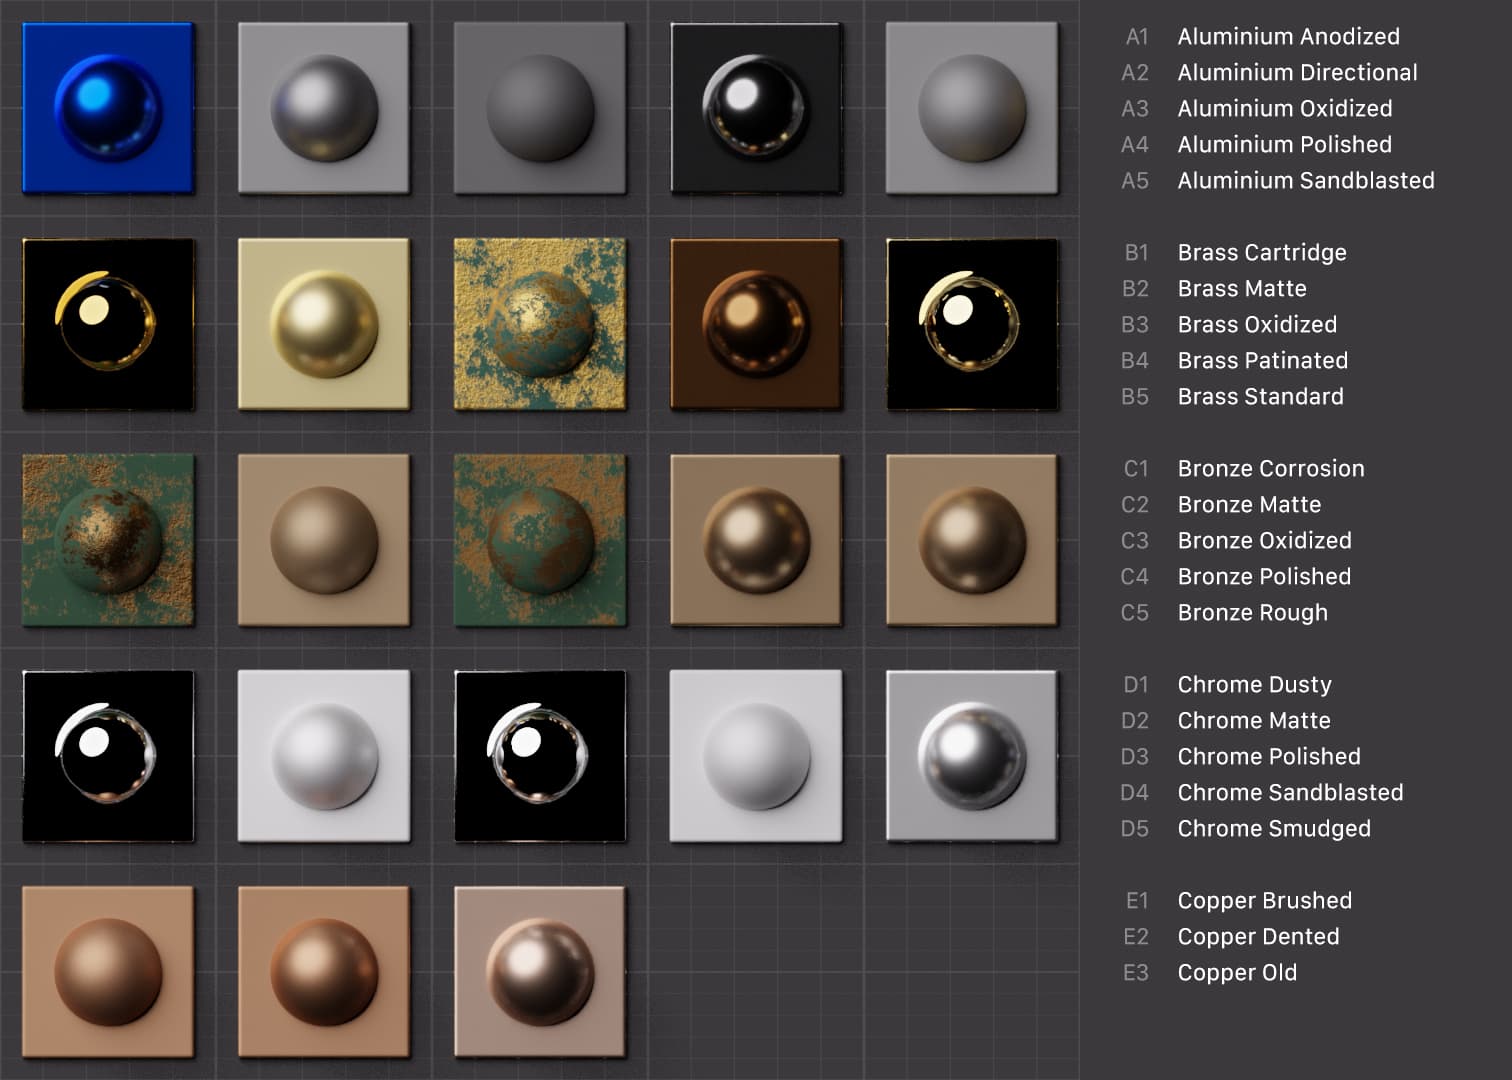 A1 Aluminium Anodized
A2 Aluminium Directional
A3 Aluminium Oxidized
A4 Aluminium Polished
A5 Aluminium Sandblasted
B1 Brass Cartridge
B2 Brass Matte
B3 Brass Oxidized
B4 Brass Patinated
B5 Brass Standard
C1 Bronze Corrosion
C2 Bronze Matte
C3 Bronze Oxidized
C4 Bronze Polished
C5 Bronze Rough
D1 Chrome Dusty
D2 Chrome Matte
D3 Chrome Polished
D4 Chrome Sandblasted
D5 Chrome Smudged
E1 Copper Brushed
E2 Copper Dented
E3 Copper Old